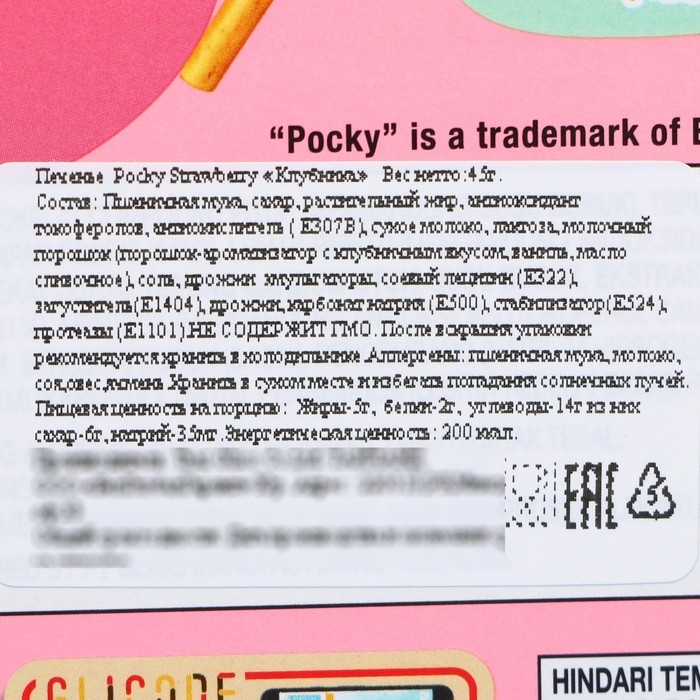 “Pocky” is a trademark of
Печенье Pocky Strawberry «Клубника» Вес нетто:45г.
Состав: Пшеничная мука, сахар, растительный жир, антиоксидант
токоферолов, антиокислитель ( E307B), сухое молоко, лактоза, молочный
порошок (порошок-ароматизатор с клубничным вкусом, ваниль, масло
сливочное), соль, дрожжи эмульгаторы, соевый лецитин (E322),
загуститель(E1404), дрожжи, карбонат натрия (E500), стабилизатор(E524),
протеазы (E1101).НЕ СОДЕРЖИТ ГМО. После вскрытия упаковки
рекомендуется хранить в холодильнике .Аллергены: пшеничная мука, молоко,
соя,овес,ячмень.Хранить в сухом месте и избегать попадания солнечных лучей.
Пищевая ценность на порцию: Жиры-5г, белки-2г, углеводы-14г из них
сахар-6г, натрий-35мг .Энергетическая ценность: 200 ккал.
EAC 5
GLICODE
HINDARI